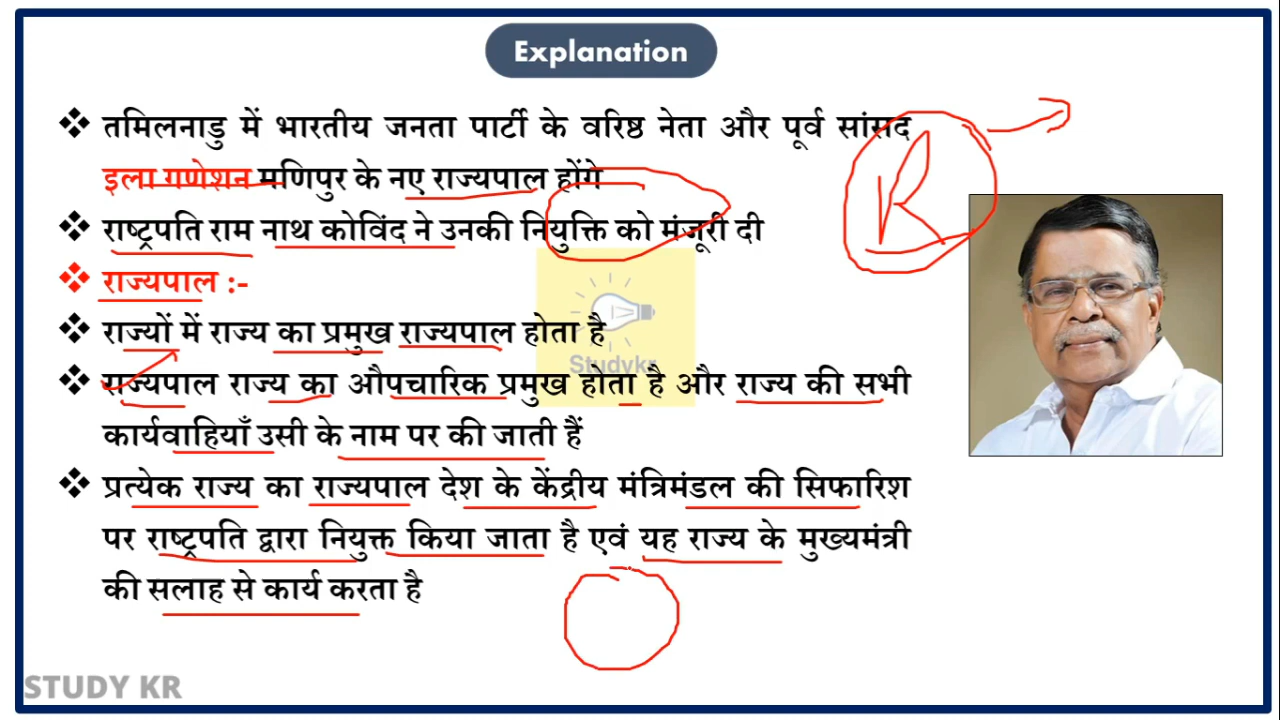 Explanation
❖ तमिलनाडु में भारतीय जनता पार्टी के वरिष्ठ नेता और पूर्व सांसद
इला गणेशन मणिपुर के नए राज्यपाल होंगे
❖ राष्ट्रपति राम नाथ कोविंद ने उनकी नियुक्ति को मंजूरी दी
❖ राज्यपाल :-
❖ राज्यों में राज्य का प्रमुख राज्यपाल होता है
❖ राज्यपाल राज्य का औपचारिक प्रमुख होता है और राज्य की सभी
कार्यवाहियाँ उसी के नाम पर की जाती हैं
❖ प्रत्येक राज्य का राज्यपाल देश के केंद्रीय मंत्रिमंडल की सिफारिश
पर राष्ट्रपति द्वारा नियुक्त किया जाता है एवं यह राज्य के मुख्यमंत्री
की सलाह से कार्य करता है
R
Studykr
STUDY KR